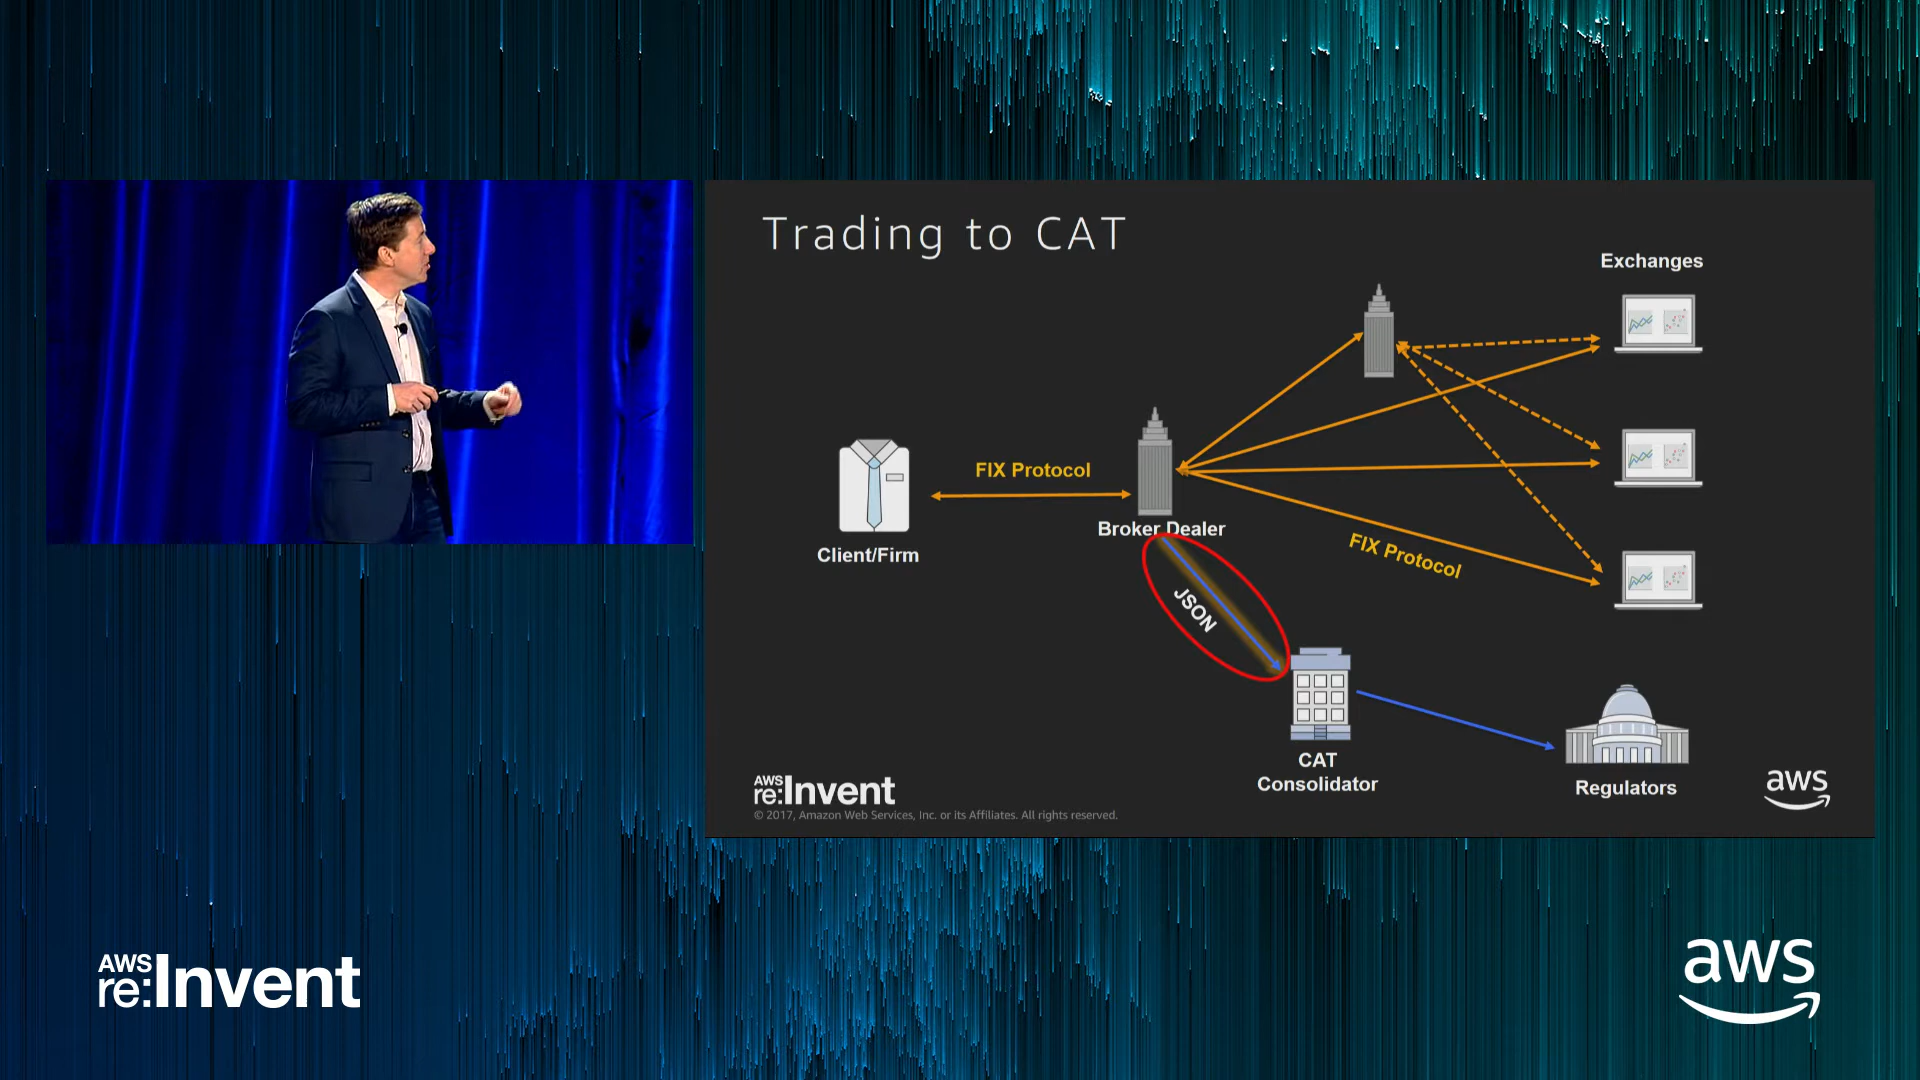 Trading to CAT
Exchanges
FIX Protocol
Broker Dealer
Client/Firm
FIX Protocol
JSON
CAT
Consolidator
Regulators
AWS
re:Invent
© 2017, Amazon Web Services, Inc. or its Affiliates. All rights reserved.
aws
AWS
re:Invent
aws